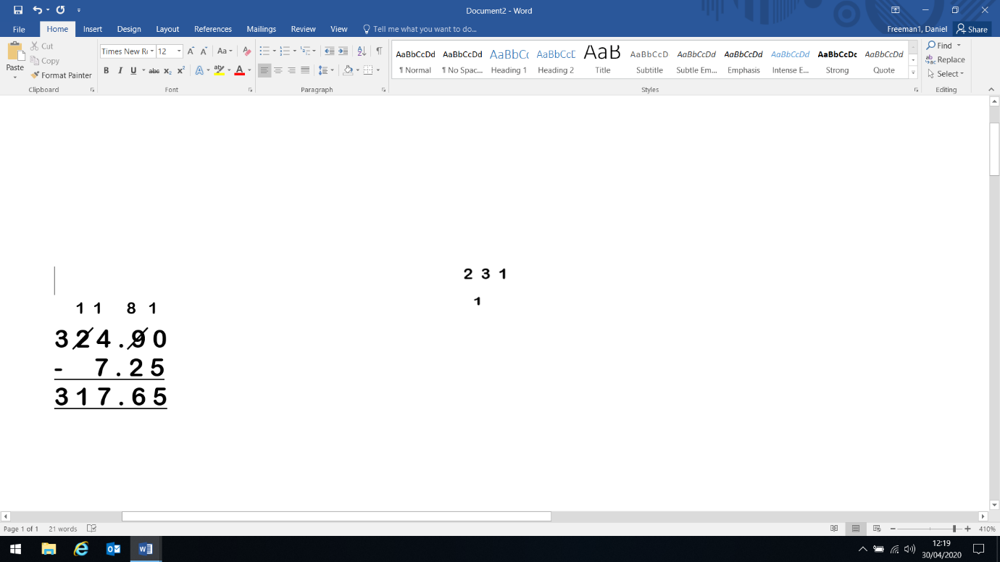 Document2 - Word
File Home Insert Design Layout References Mailings Review View Tell me what you want to do... Freeman1, Daniel Share
Paste Cut Copy Format Painter
Times New R 12
AaBbCcDd AaBbCcDd AaBbCc AaBbCcD AaB AaBbCcD AaBbCcDd AaBbCcDd AaBbCcDd AaBbCcDc AaBbCcDd
¶ Normal ¶ No Spac... Heading 1 Heading 2 Title Subtitle Subtle Em... Emphasis Intense E... Strong Quote
Find Replace Select
Clipboard Font Paragraph Styles Editing
2 3 1
1
1 1 8 1
3 2 4 . 9 0
- 7 . 2 5
3 1 7 . 6 5
Page 1 of 1 21 words 410%
12:19
30/04/2020